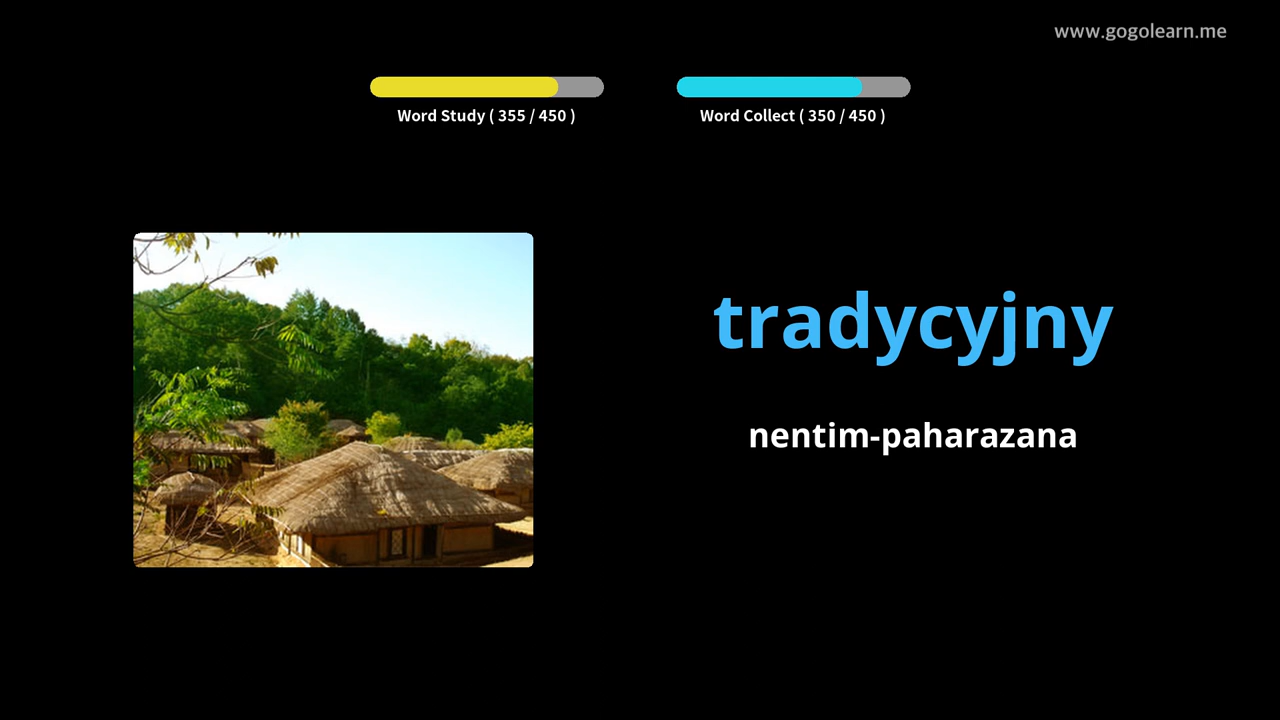 www.gogolearn.me
Word Study ( 355 / 450 )
Word Collect ( 350 / 450 )
tradycyjny
nentim-paharazana